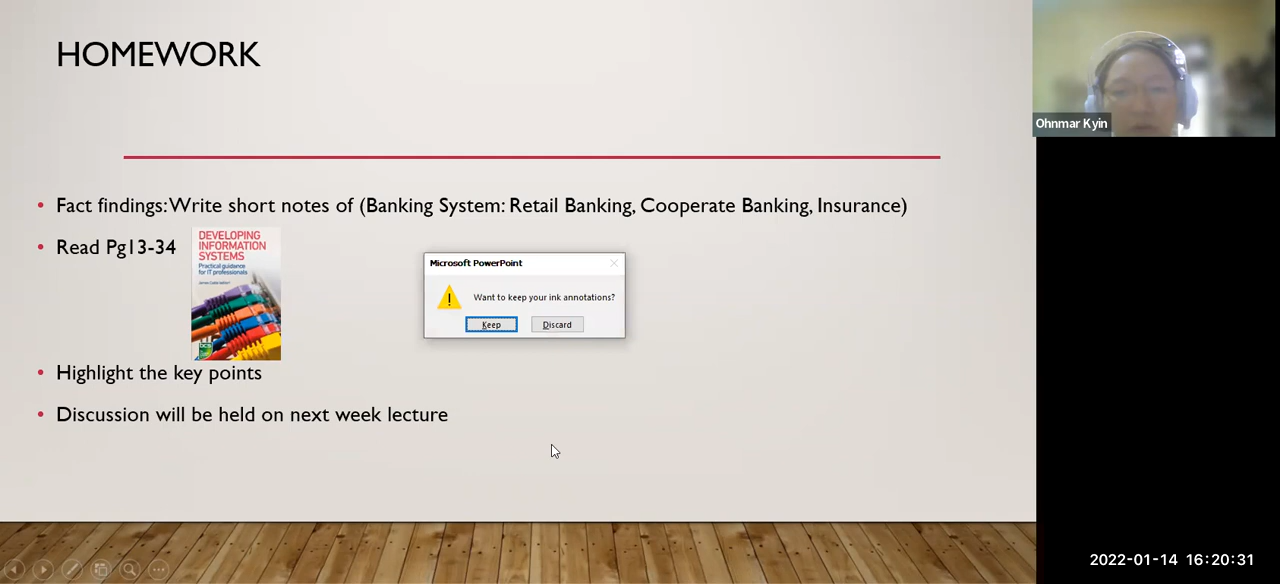 HOMEWORK
Ohnmar Kyin
• Fact findings: Write short notes of (Banking System: Retail Banking, Cooperate Banking, Insurance)
• Read Pg13-34
DEVELOPING
INFORMATION
SYSTEMS
Practical guidance
for IT professionals
bcs
Microsoft PowerPoint
Want to keep your ink annotations?
Keep
Discard
• Highlight the key points
• Discussion will be held on next week lecture
2022-01-14 16:20:31